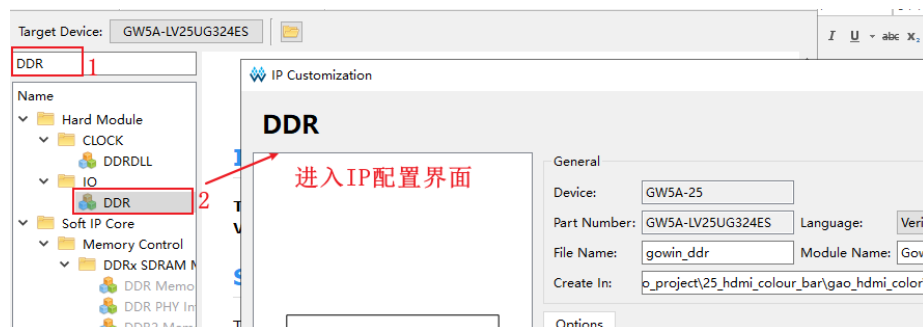 Target Device: GW5A-LV25UG324ES
I U abc x₂
DDR 1
IP Customization
Name
Hard Module
DDR
CLOCK
DDRDLL
进入IP配置界面
General
IO
Device: GW5A-25
DDR 2
Part Number: GW5A-LV25UG324ES Language: Veri
Soft IP Core
Memory Control
File Name: gowin_ddr Module Name: Gow
DDRx SDRAM
Create In: o_project\25_hdmi_colour_bar\gao_hdmi_color
DDR Memo
DDR PHY In
Options
DDR3 Mem